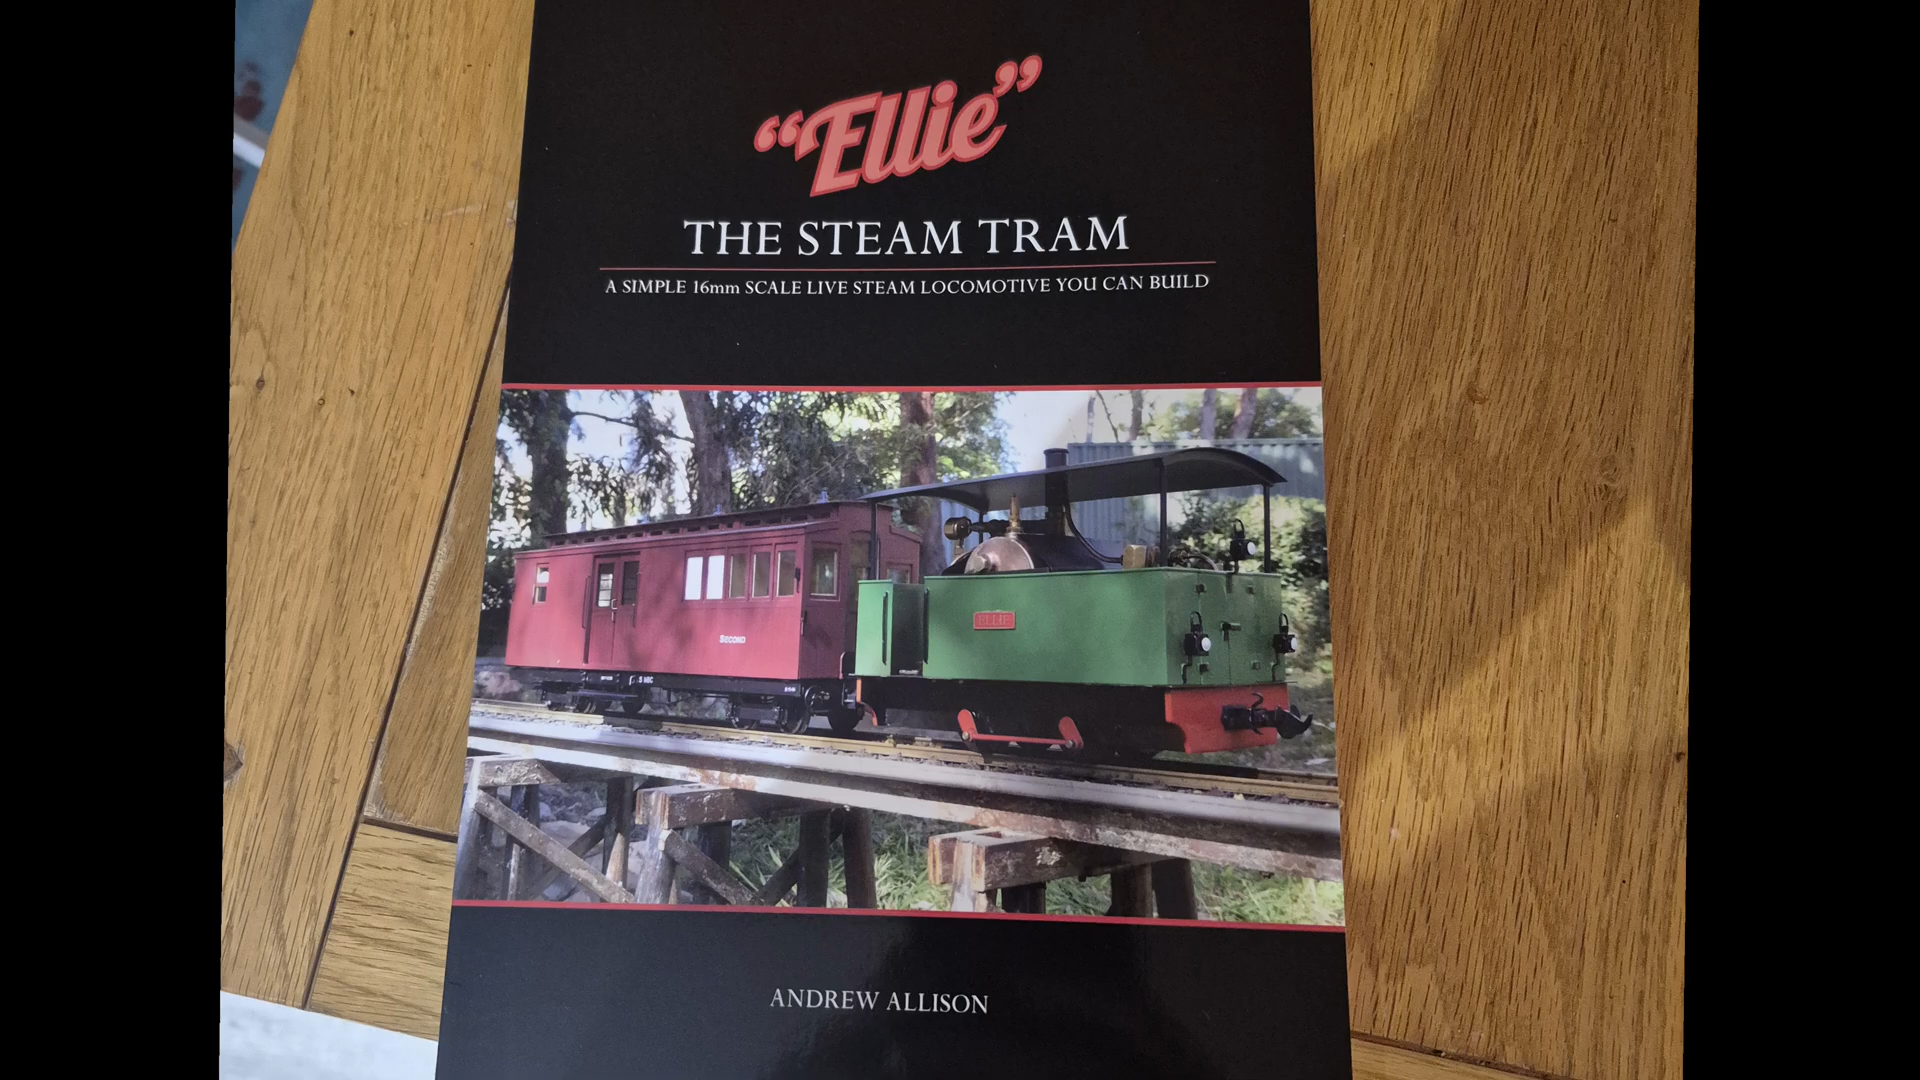 “Ellie”
THE STEAM TRAM
A SIMPLE 16mm SCALE LIVE STEAM LOCOMOTIVE YOU CAN BUILD
ELLIE
SECOND
ANDREW ALLISON